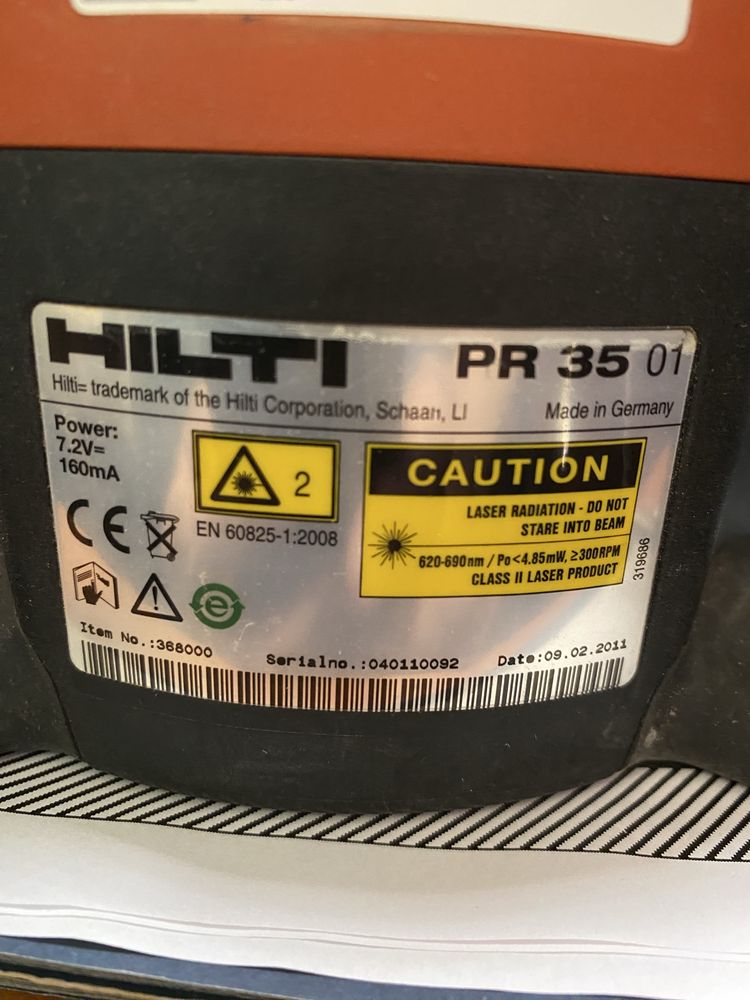 HILTI PR 35 01
Hilti= trademark of the Hilti Corporation, Schaan, LI Made in Germany
Power:
7.2V=
160mA
2
EN 60825-1:2008
CAUTION
LASER RADIATION - DO NOT
STARE INTO BEAM
620-690nm / Po<4.85mW, ≥300RPM
CLASS II LASER PRODUCT
319686
CE
e
Item No.:368000 Serialno.:040110092 Date:09.02.2011